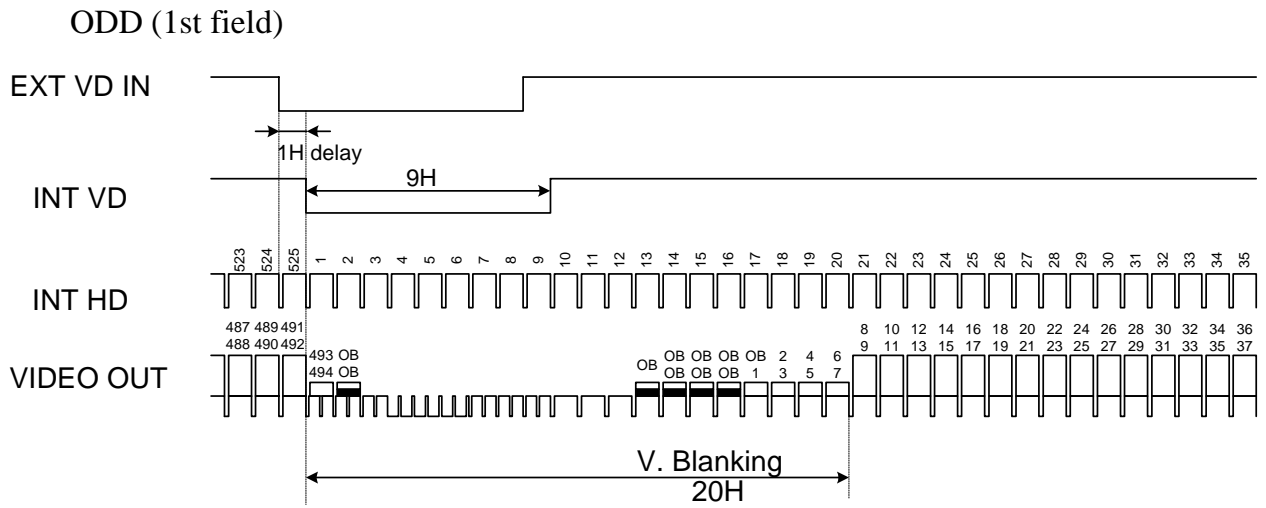 ODD (1st field)
EXT VD IN
1H delay
9H
INT VD
523 524 525 1 2 3 4 5 6 7 8 9 10 11 12 13 14 15 16 17 18 19 20 21 22 23 24 25 26 27 28 29 30 31 32 33 34 35
INT HD
487 489 491 8 10 12 14 16 18 20 22 24 26 28 30 32 34 36
488 490 492 493 OB OB OB OB OB OB 2 4 6 9 11 13 15 17 19 21 23 25 27 29 31 33 35 37
VIDEO OUT
494 OB OB OB OB 1 3 5 7
V. Blanking
20H